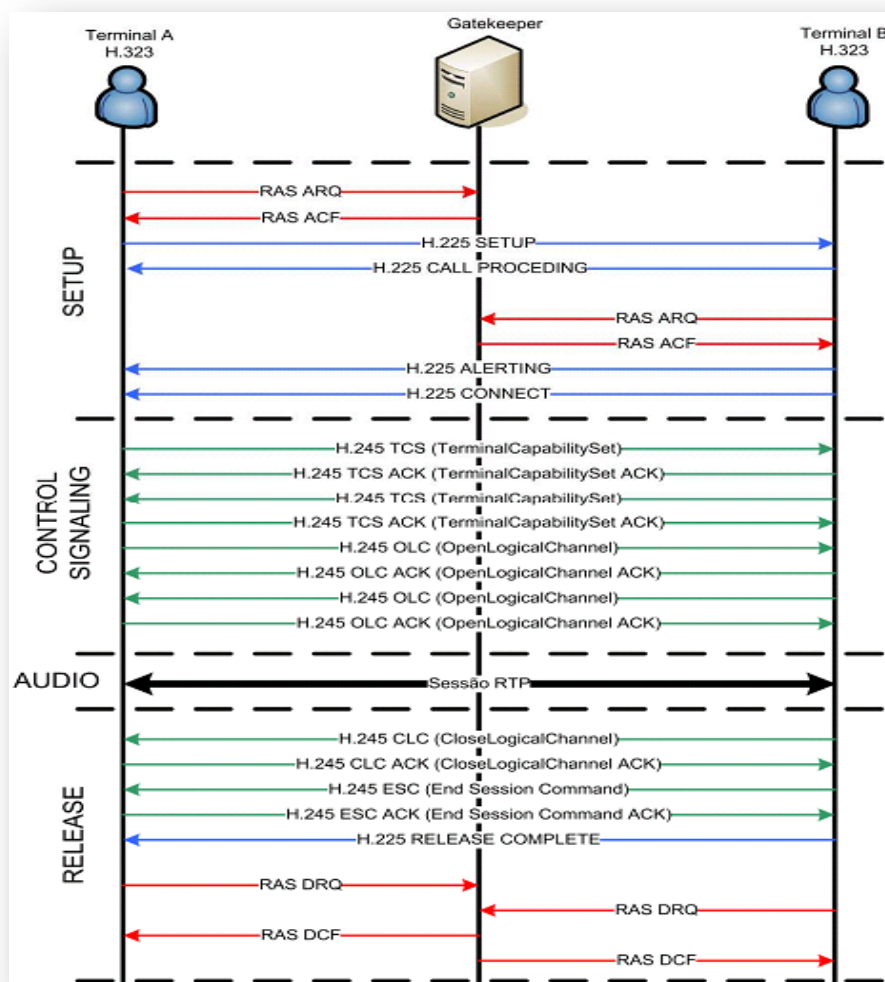 Terminal A
H.323
Gatekeeper
Terminal B
H.323
SETUP
RAS ARQ
RAS ACF
H.225 SETUP
H.225 CALL PROCEDING
RAS ARQ
RAS ACF
H.225 ALERTING
H.225 CONNECT
CONTROL
SIGNALING
H.245 TCS (TerminalCapabilitySet)
H.245 TCS ACK (TerminalCapabilitySet ACK)
H.245 TCS (TerminalCapabilitySet)
H.245 TCS ACK (TerminalCapabilitySet ACK)
H.245 OLC (OpenLogicalChannel)
H.245 OLC ACK (OpenLogicalChannel ACK)
H.245 OLC (OpenLogicalChannel)
H.245 OLC ACK (OpenLogicalChannel ACK)
AUDIO
Sessão RTP
RELEASE
H.245 CLC (CloseLogicalChannel)
H.245 CLC ACK (CloseLogicalChannel ACK)
H.245 ESC (End Session Command)
H.245 ESC ACK (End Session Command ACK)
H.225 RELEASE COMPLETE
RAS DRQ
RAS DRQ
RAS DCF
RAS DCF